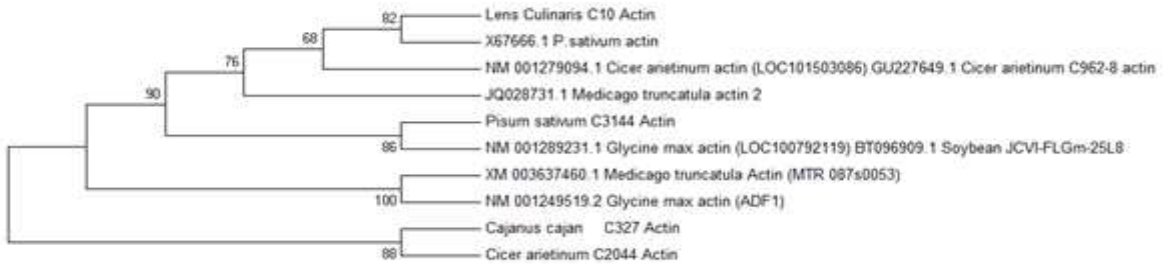 82
Lens Culinaris C10 Actin
68
X67666.1 P.sativum actin
76
NM 001279094.1 Cicer arietinum actin (LOC101503086) GU227649.1 Cicer arietinum C962-8 actin
90
JQ028731.1 Medicago truncatula actin 2
Pisum sativum C3144 Actin
86
NM 001289231.1 Glycine max actin (LOC100792119) BT096909.1 Soybean JCVI-FLGm-25L8
XM 003637460.1 Medicago truncatula Actin (MTR 087s0053)
100
NM 001249519.2 Glycine max actin (ADF1)
Cajanus cajan C327 Actin
88
Cicer arietinum C2044 Actin